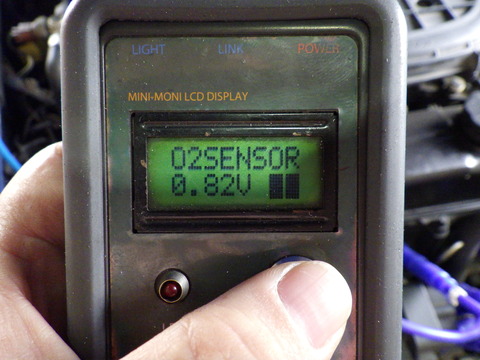 LIGHT LINK POWER
MINI-MONI LCD DISPLAY
O2SENSOR
0.82V